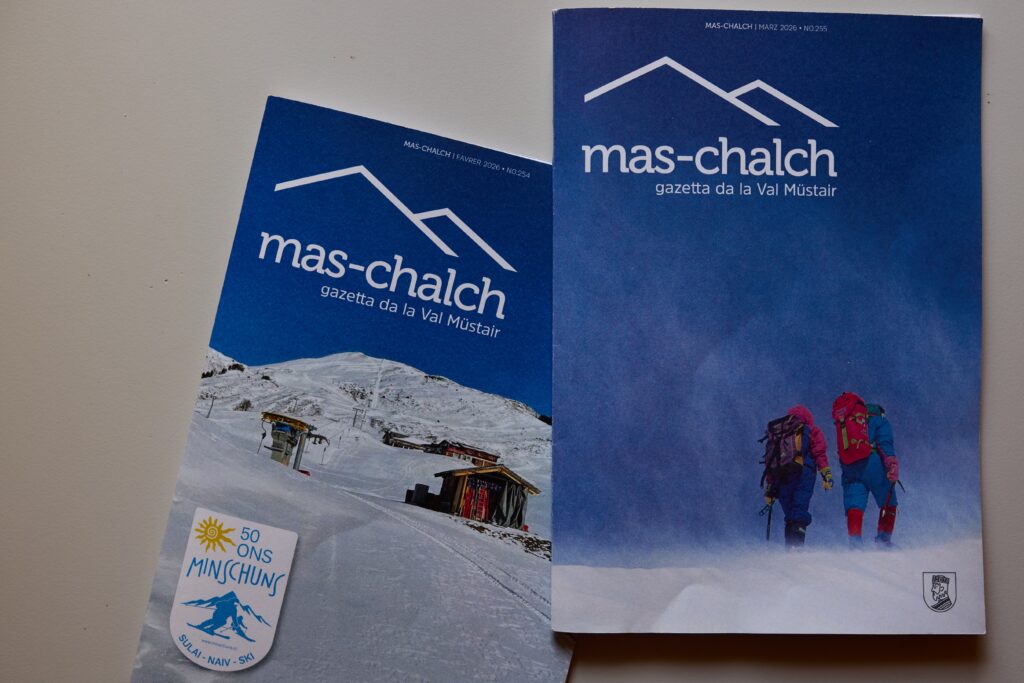 MAS-CHALCH | FAVRER 2026 • NO.254
mas-chalch
gazetta da la Val Müstair
50
ONS
MINSCHUNS
SULAI - NAIV - SKI
MAS-CHALCH | MARZ 2026 • NO.255
mas-chalch
gazetta da la Val Müstair